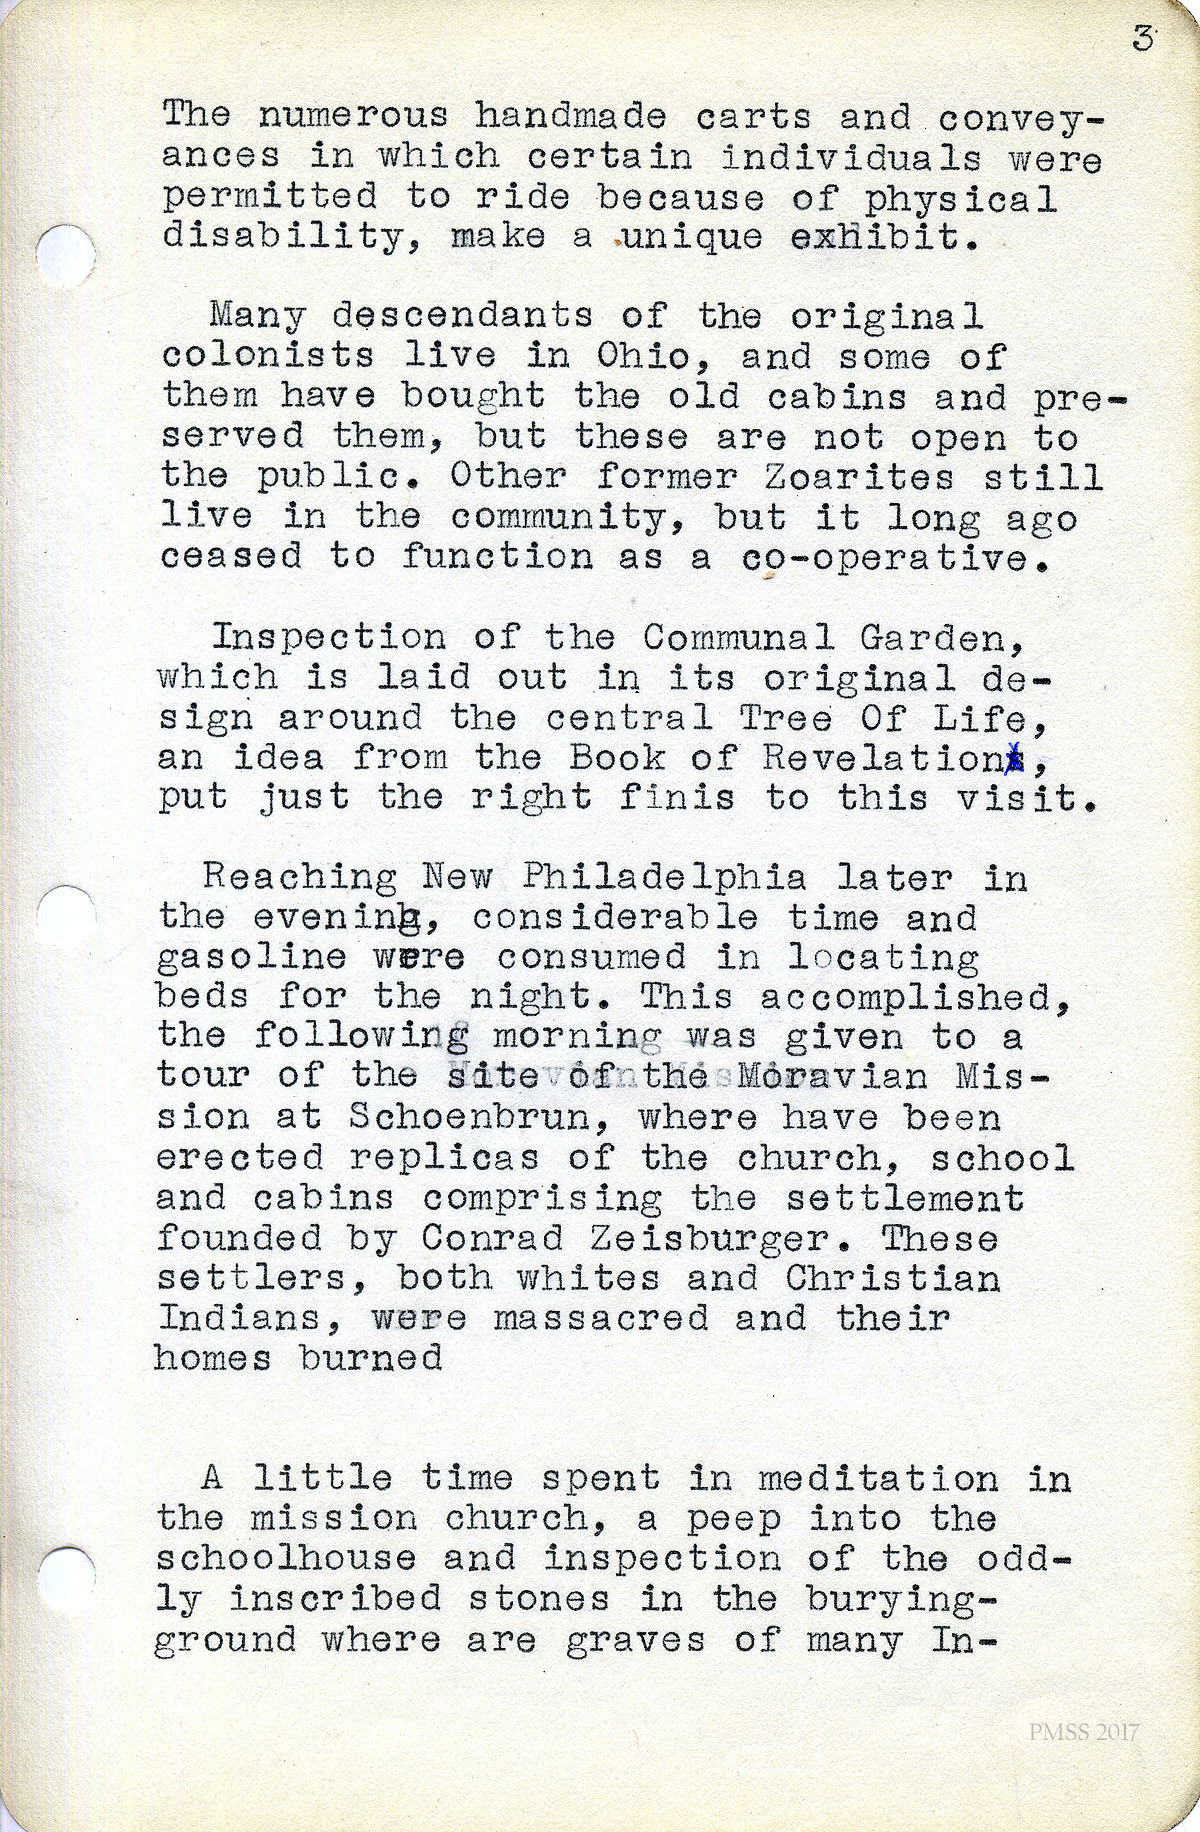 3
The numerous handmade carts and convey-
ances in which certain individuals were
permitted to ride because of physical
disability, make a unique exhibit.
Many descendants of the original
colonists live in Ohio, and some of
them have bought the old cabins and pre-
served them, but these are not open to
the public. Other former Zoarites still
live in the community, but it long ago
ceased to function as a co-operative.
Inspection of the Communal Garden,
which is laid out in its original de-
sign around the central Tree Of Life,
an idea from the Book of Revelation,
put just the right finis to this visit.
Reaching New Philadelphia later in
the evening, considerable time and
gasoline were consumed in locating
beds for the night. This accomplished,
the following morning was given to a
tour of the site of the Moravian Mis-
sion at Schoenbrun, where have been
erected replicas of the church, school
and cabins comprising the settlement
founded by Conrad Zeisburger. These
settlers, both whites and Christian
Indians, were massacred and their
homes burned
A little time spent in meditation in
the mission church, a peep into the
schoolhouse and inspection of the odd-
ly inscribed stones in the burying-
ground where are graves of many In-
PMSS 2017